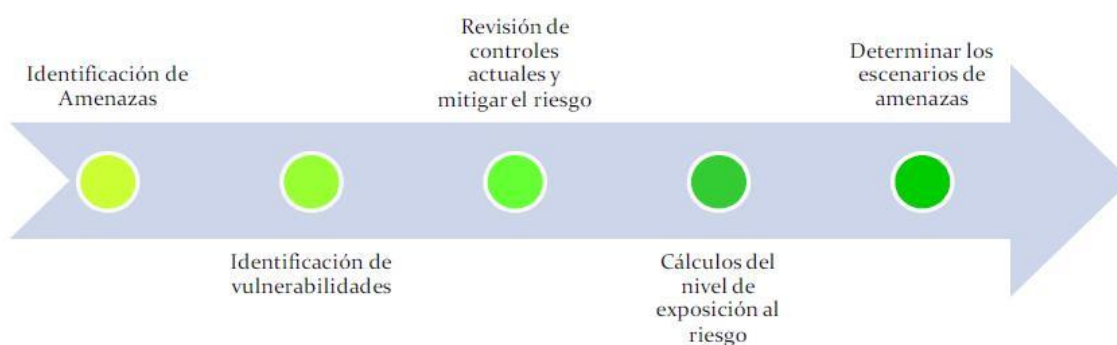 Identificación de
Amenazas
Identificación de
vulnerabilidades
Revisión de
controles
actuales y
mitigar el riesgo
Cálculos del
nivel de
exposición al
riesgo
Determinar los
escenarios de
amenazas